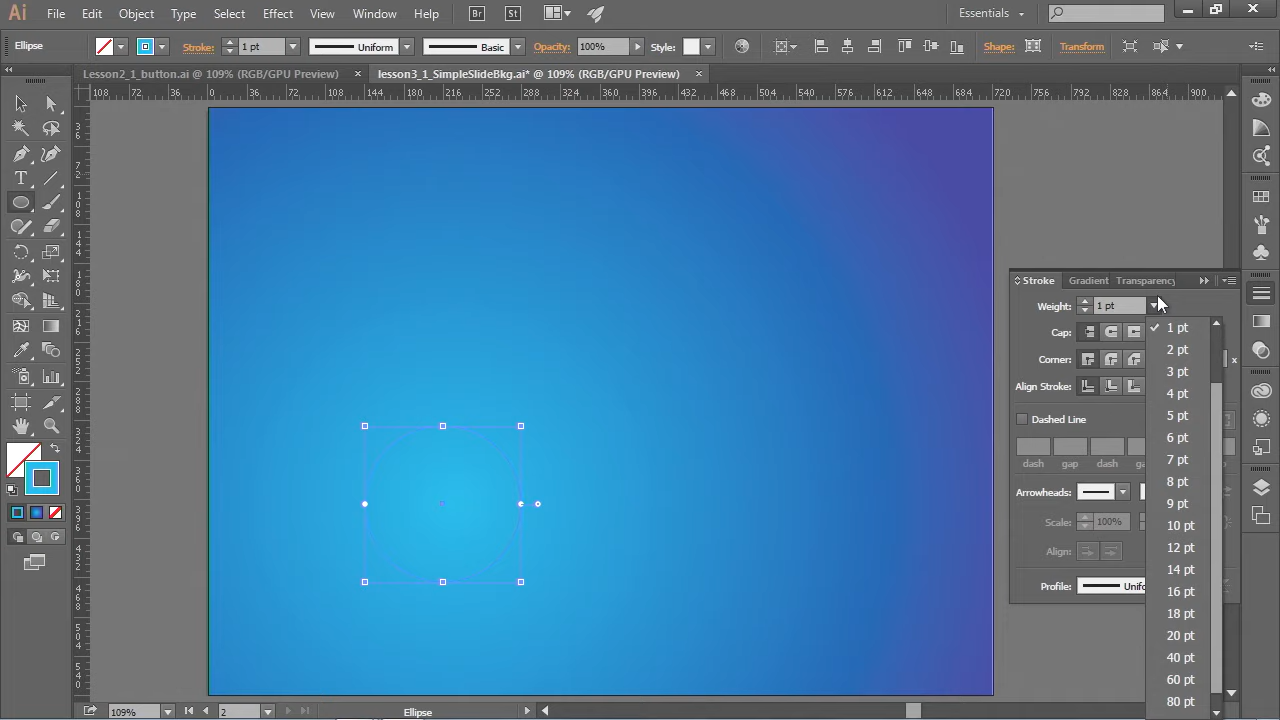 Ai File Edit Object Type Select Effect View Window Help Br St Essentials
Ellipse Stroke: 1 pt Uniform Basic Opacity: 100% Style: Shape: Transform
Lesson2_1_button.ai @ 109% (RGB/GPU Preview) × lesson3_1_SimpleSlideBkg.ai* @ 109% (RGB/GPU Preview) ×
108 72 36 0 36 72 108 144 180 216 252 288 324 360 396 432 468 504 540 576 612 648 684 720 756 792 828 864 900
Stroke Gradient Transparency
Weight: 1 pt
Cap:
Corner:
Align Stroke:
Dashed Line
dash gap dash
Arrowheads:
Scale: 100%
Align:
Profile: Unifo
1 pt
2 pt
3 pt
4 pt
5 pt
6 pt
7 pt
8 pt
9 pt
10 pt
12 pt
14 pt
16 pt
18 pt
20 pt
40 pt
60 pt
80 pt
109% 2 Ellipse